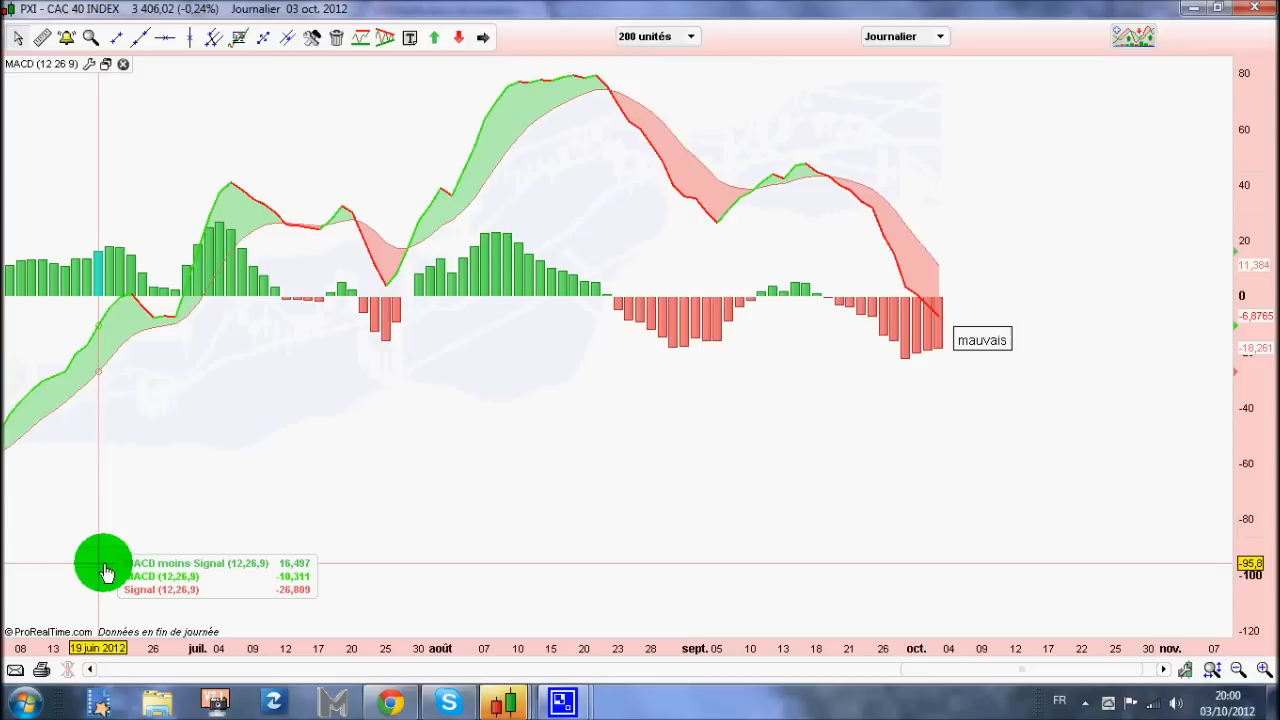 PXI - CAC 40 INDEX 3 406,02 (-0,24%) Journalier 03 oct. 2012
200 unités
Journalier
MACD (12 26 9)
80
60
40
20
11,384
0
-6,8765
-18,261
mauvais
-40
-60
-80
MACD moins Signal (12,26,9) 16,497
MACD (12,26,9) -10,311
Signal (12,26,9) -26,809
-95,8
-100
-120
© ProRealTime.com Données en fin de journée
08 13 19 juin 2012 26 juil. 04 09 12 17 20 25 août 07 10 15 20 23 28 sept. 05 10 13 18 21 26 oct. 04 09 12 17 22 25 30 nov. 07
FR
20:00
03/10/2012